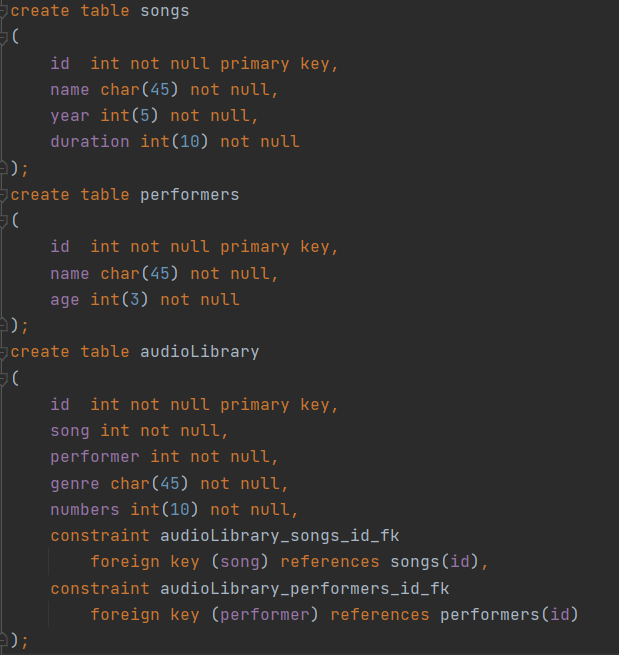 create table songs
(
    id  int not null primary key,
    name char(45) not null,
    year int(5) not null,
    duration int(10) not null
);
create table performers
(
    id  int not null primary key,
    name char(45) not null,
    age int(3) not null
);
create table audioLibrary
(
    id  int not null primary key,
    song int not null,
    performer int not null,
    genre char(45) not null,
    numbers int(10) not null,
    constraint audioLibrary_songs_id_fk
        foreign key (song) references songs(id),
    constraint audioLibrary_performers_id_fk
        foreign key (performer) references performers(id)
);